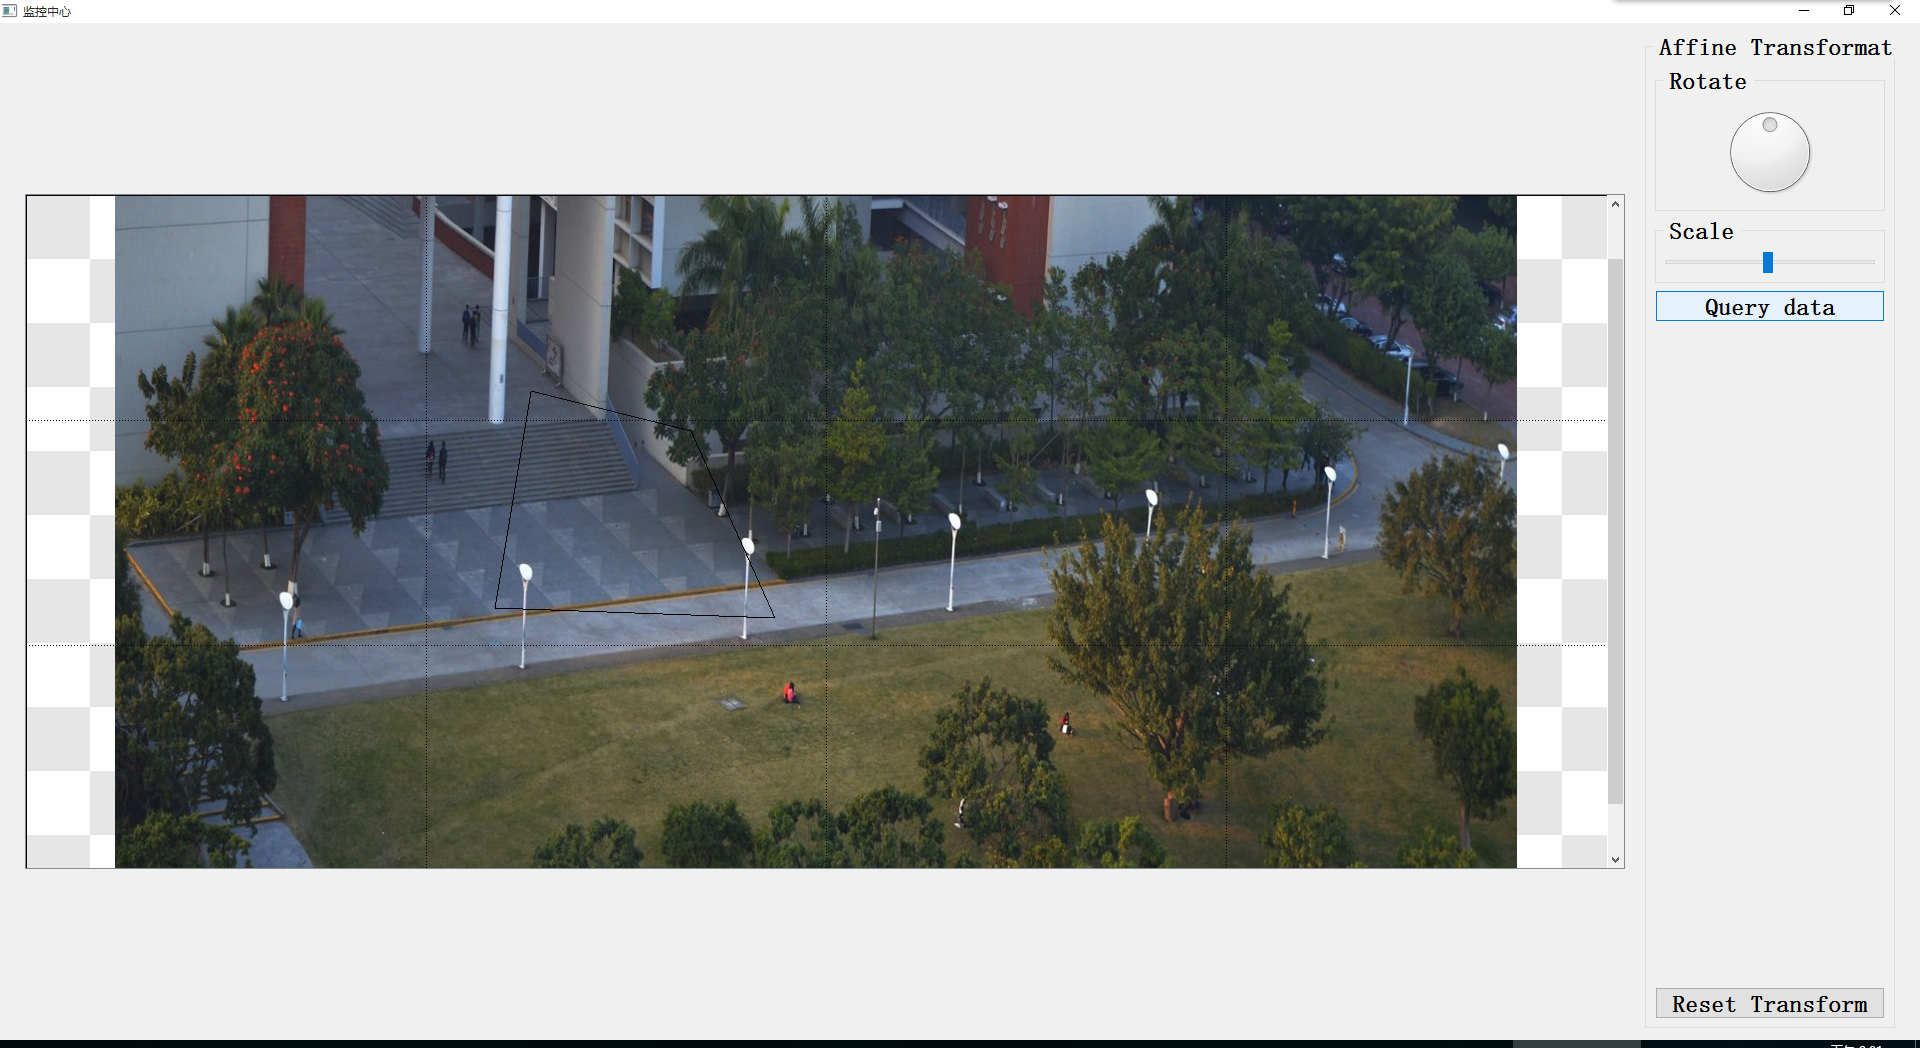 监控中心
Affine Transformat
Rotate
Scale
Query data
Reset Transform